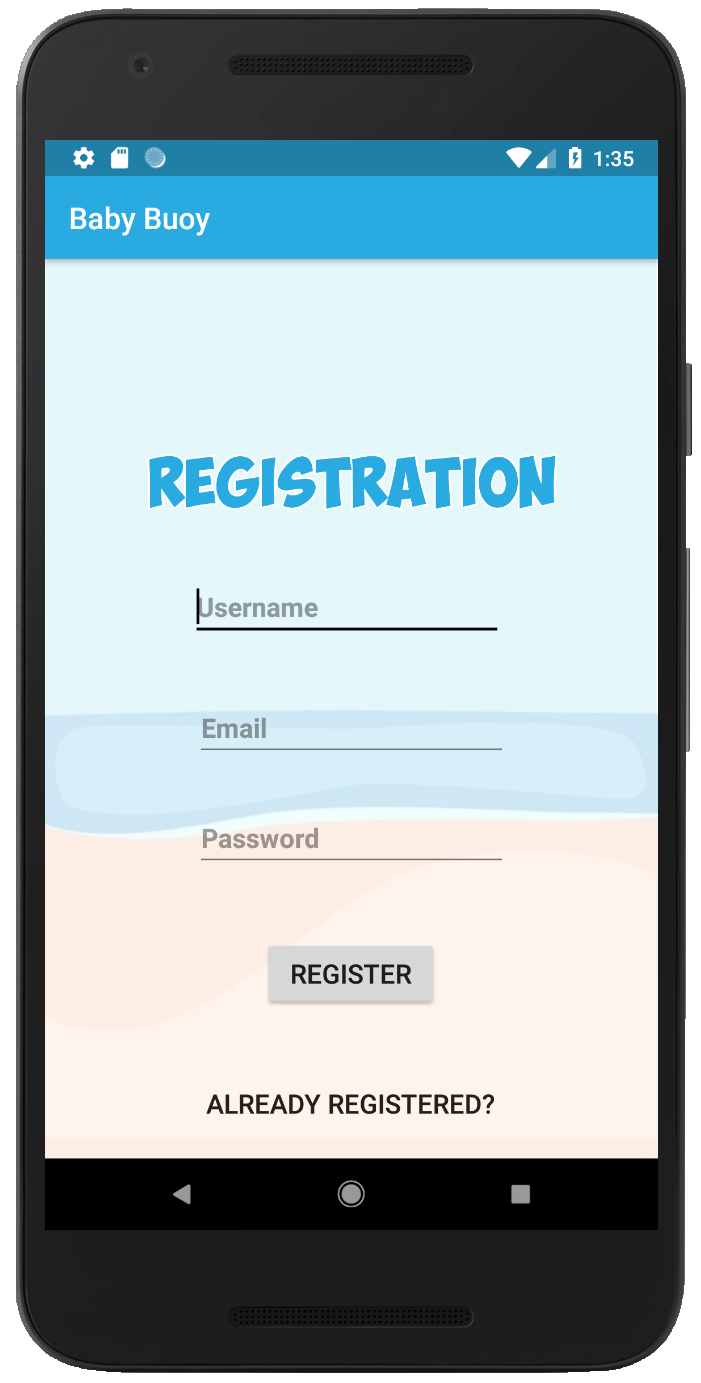 1:35
Baby Buoy
REGISTRATION
Username
Email
Password
REGISTER
ALREADY REGISTERED?